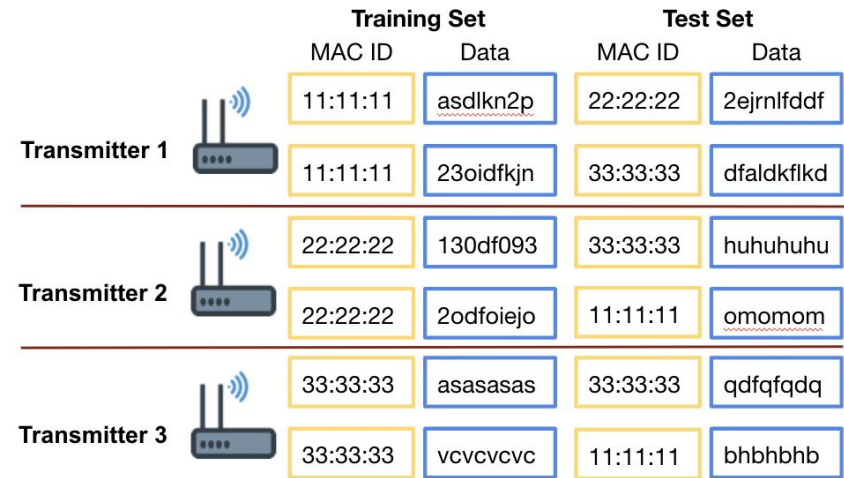 Training Set Test Set
MAC ID Data MAC ID Data
11:11:11 asdlkn2p 22:22:22 2ejrnlfddf
Transmitter 1
11:11:11 23oidfkjn 33:33:33 dfaldkflkd
22:22:22 130df093 33:33:33 huhuhuhu
Transmitter 2
22:22:22 2odfoiejo 11:11:11 omomom
33:33:33 asasasas 33:33:33 qdfqfqdq
Transmitter 3
33:33:33 vcvcvcvc 11:11:11 bhbhbhb